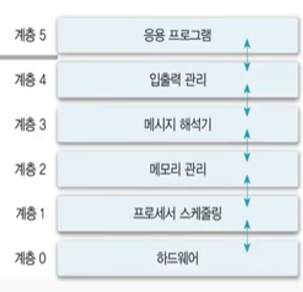 계층 5 응용 프로그램
계층 4 입출력 관리
계층 3 메시지 해석기
계층 2 메모리 관리
계층 1 프로세서 스케줄링
계층 0 하드웨어